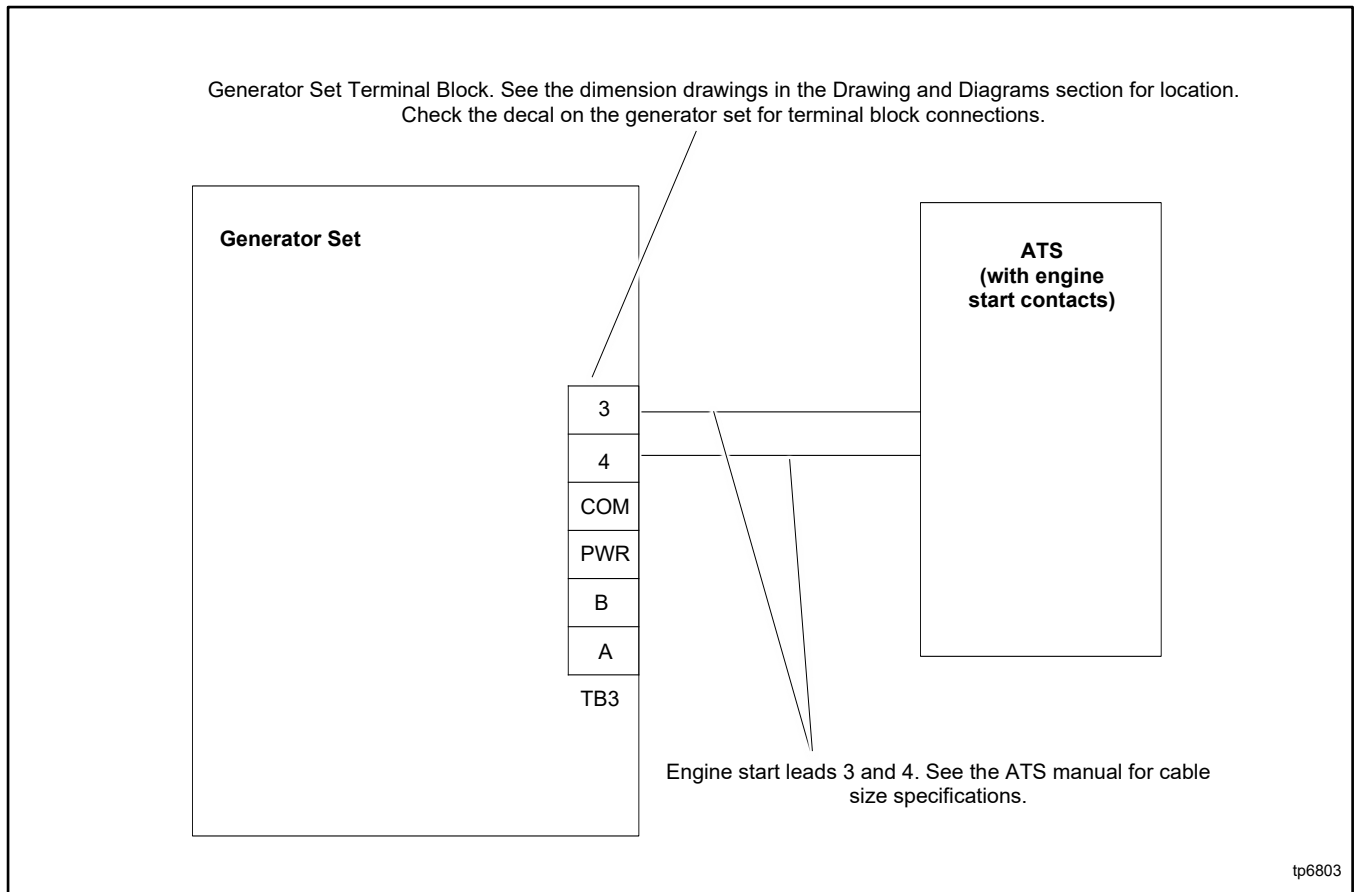 Generator Set Terminal Block. See the dimension drawings in the Drawing and Diagrams section for location.
Check the decal on the generator set for terminal block connections.
Generator Set
ATS
(with engine
start contacts)
3
4
COM
PWR
B
A
TB3
Engine start leads 3 and 4. See the ATS manual for cable
size specifications.
tp6803